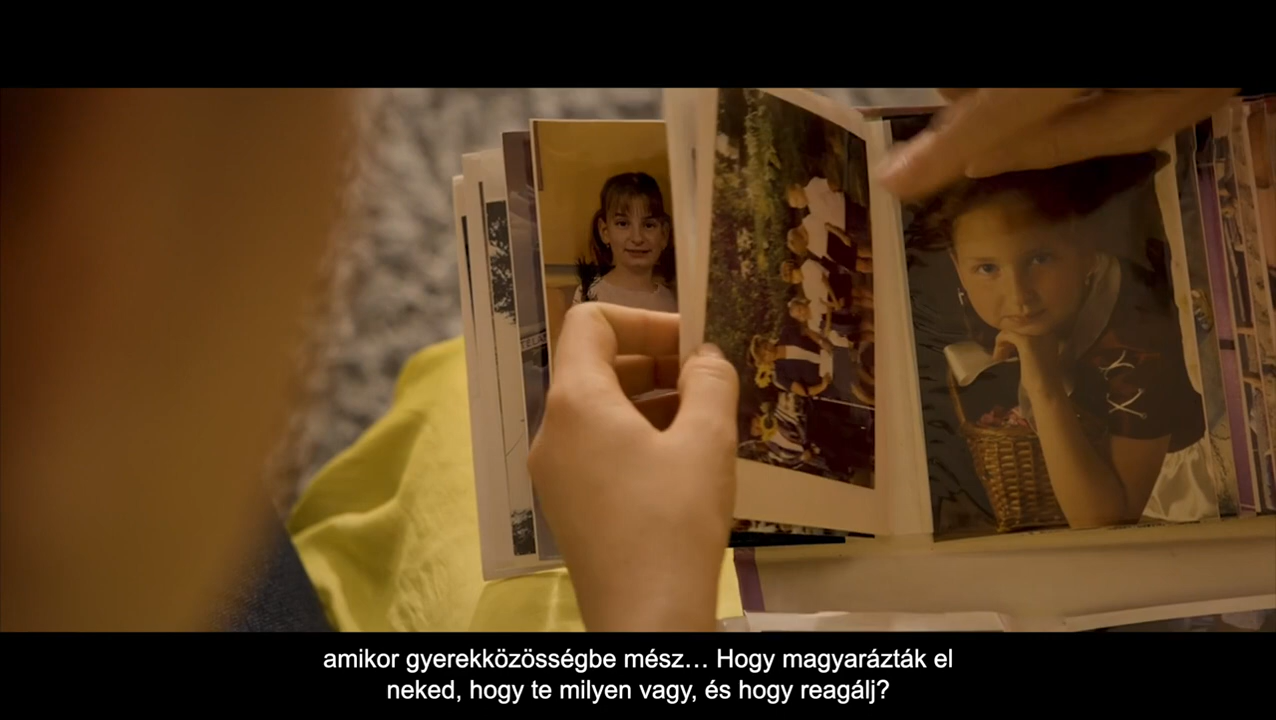 amikor gyerekközösségbe mész… Hogy magyarázták el
neked, hogy te milyen vagy, és hogy reagálj?